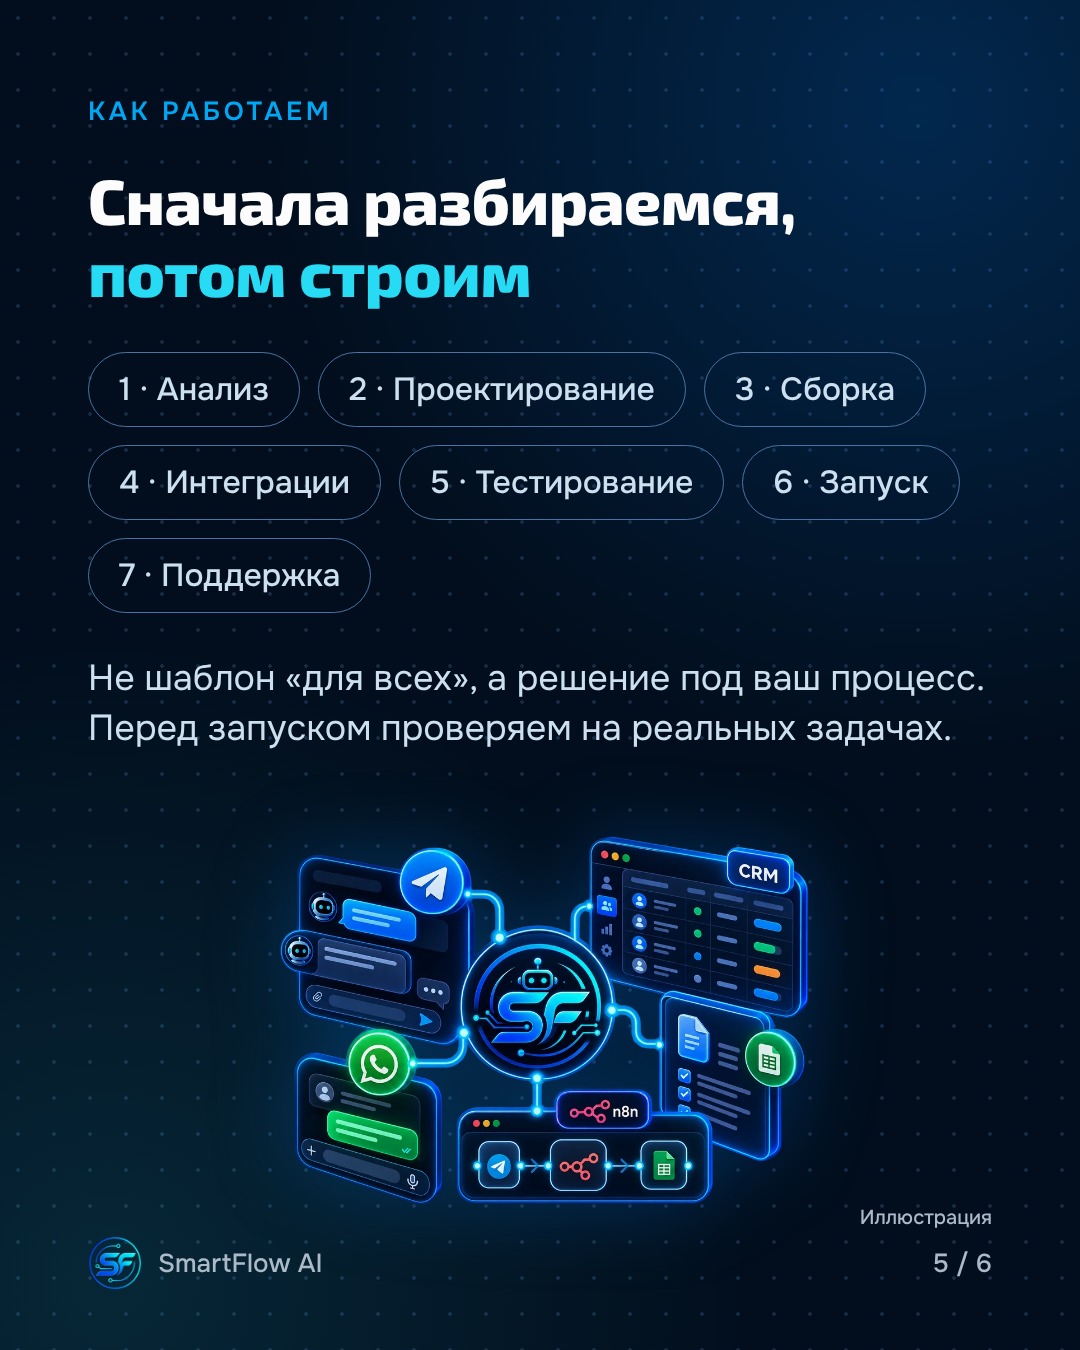 КАК РАБОТАЕМ
Сначала разбираемся,
потом строим
1 · Анализ
2 · Проектирование
3 · Сборка
4 · Интеграции
5 · Тестирование
6 · Запуск
7 · Поддержка
Не шаблон «для всех», а решение под ваш процесс.
Перед запуском проверяем на реальных задачах.
CRM
SF
n8n
Иллюстрация
SF
SmartFlow AI
5 / 6